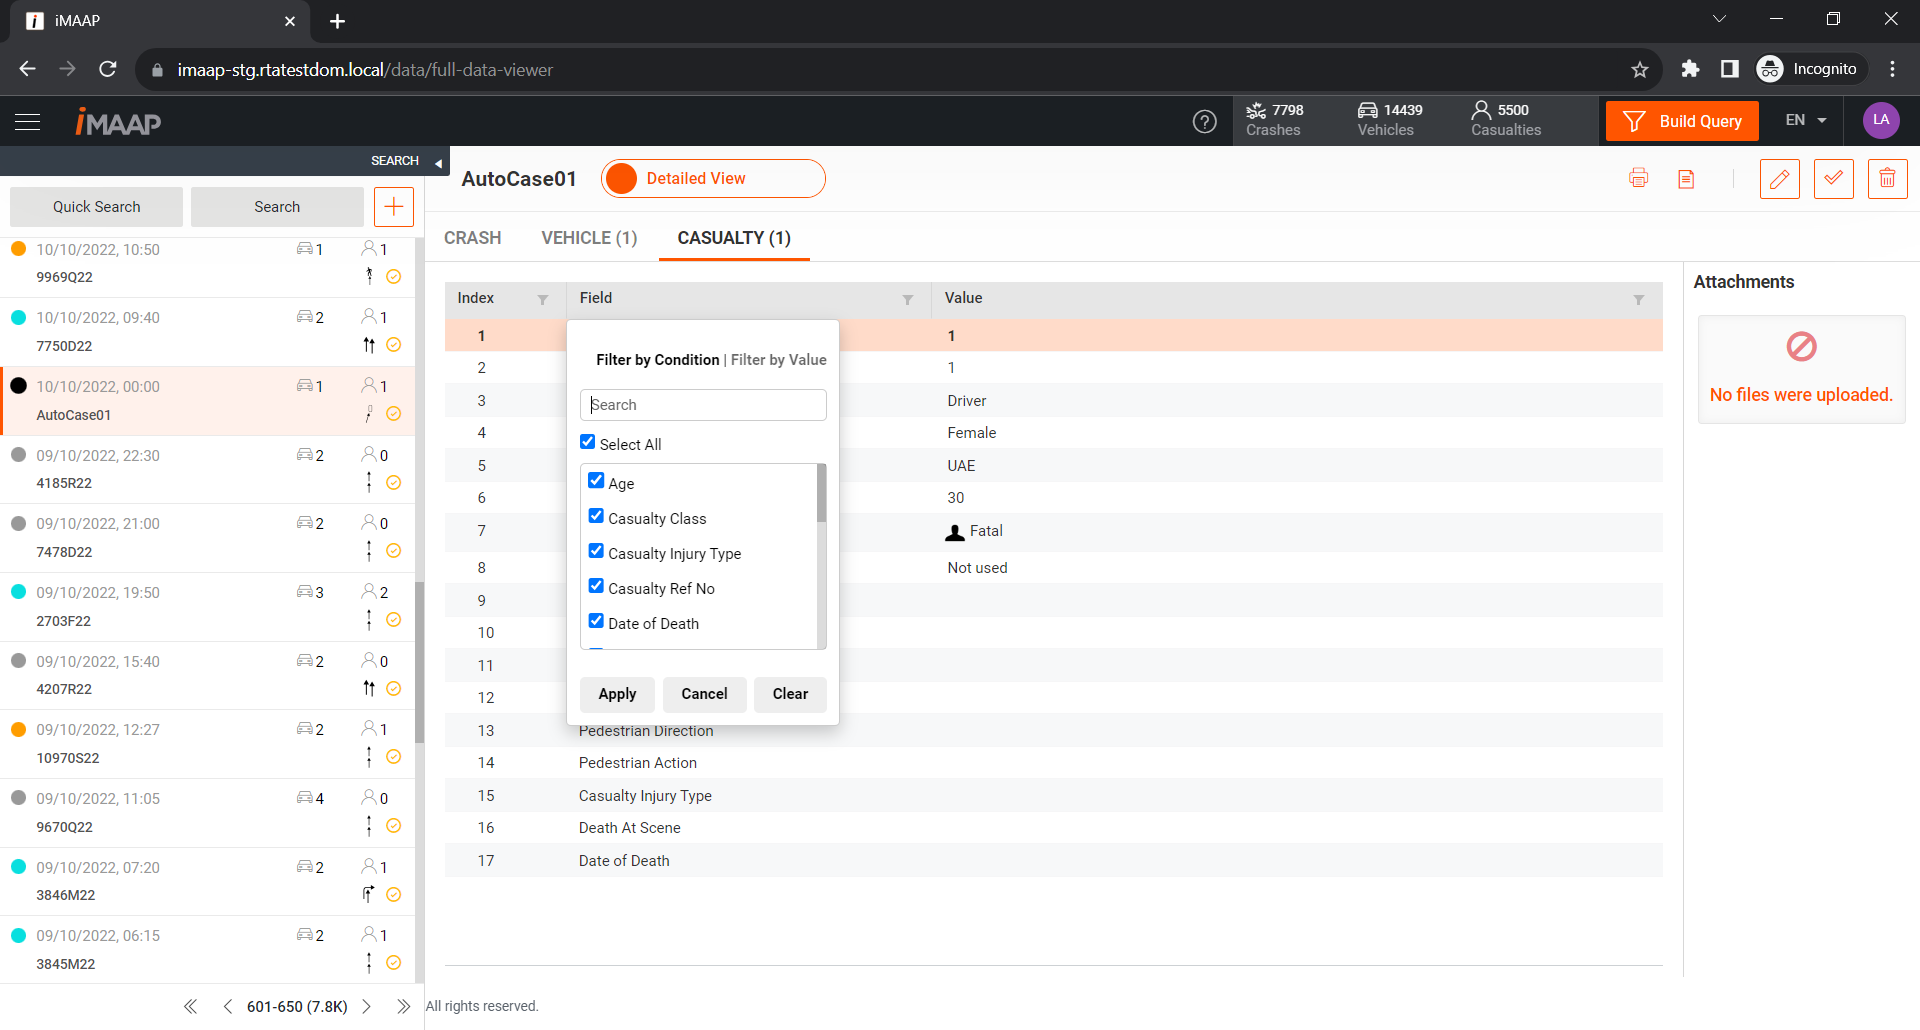 iMAAP
imaap-stg.rtatestdom.local/data/full-data-viewer
Incognito
iMAAP
7798
Crashes
14439
Vehicles
5500
Casualties
Build Query
EN
LA
SEARCH
Quick Search
Search
10/10/2022, 10:50 1 1
9969Q22
10/10/2022, 09:40 2 1
7750D22
10/10/2022, 00:00 1 1
AutoCase01
09/10/2022, 22:30 2 0
4185R22
09/10/2022, 21:00 2 0
7478D22
09/10/2022, 19:50 3 2
2703F22
09/10/2022, 15:40 2 0
4207R22
09/10/2022, 12:27 2 1
10970S22
09/10/2022, 11:05 4 0
9670Q22
09/10/2022, 07:20 2 1
3846M22
09/10/2022, 06:15 2 1
3845M22
601-650 (7.8K)
AutoCase01
Detailed View
CRASH VEHICLE (1) CASUALTY (1)
Index Field Value
1 1
2 1
3 Driver
4 Female
5 UAE
6 30
7 Fatal
8 Not used
9
10
11
12
13 Pedestrian Direction
14 Pedestrian Action
15 Casualty Injury Type
16 Death At Scene
17 Date of Death
Filter by Condition | Filter by Value
Search
Select All
Age
Casualty Class
Casualty Injury Type
Casualty Ref No
Date of Death
Apply Cancel Clear
Attachments
No files were uploaded.
All rights reserved.